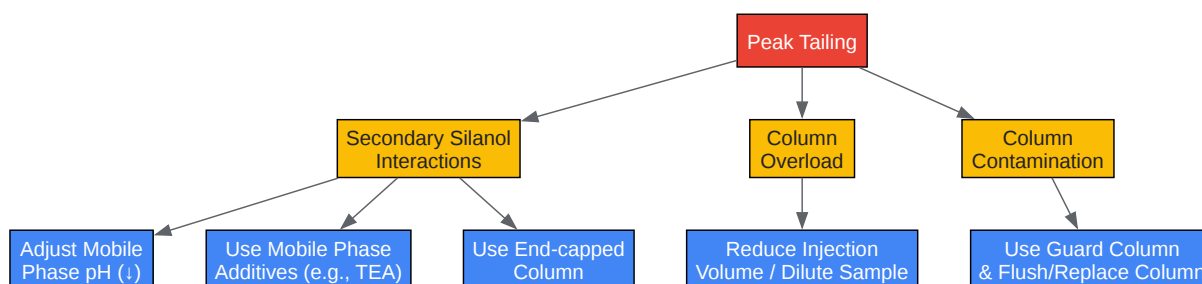 Peak Tailing
Secondary Silanol
Interactions
Column
Overload
Column
Contamination
Adjust Mobile
Phase pH (↓)
Use Mobile Phase
Additives (e.g., TEA)
Use End-capped
Column
Reduce Injection
Volume / Dilute Sample
Use Guard Column
& Flush/Replace Column